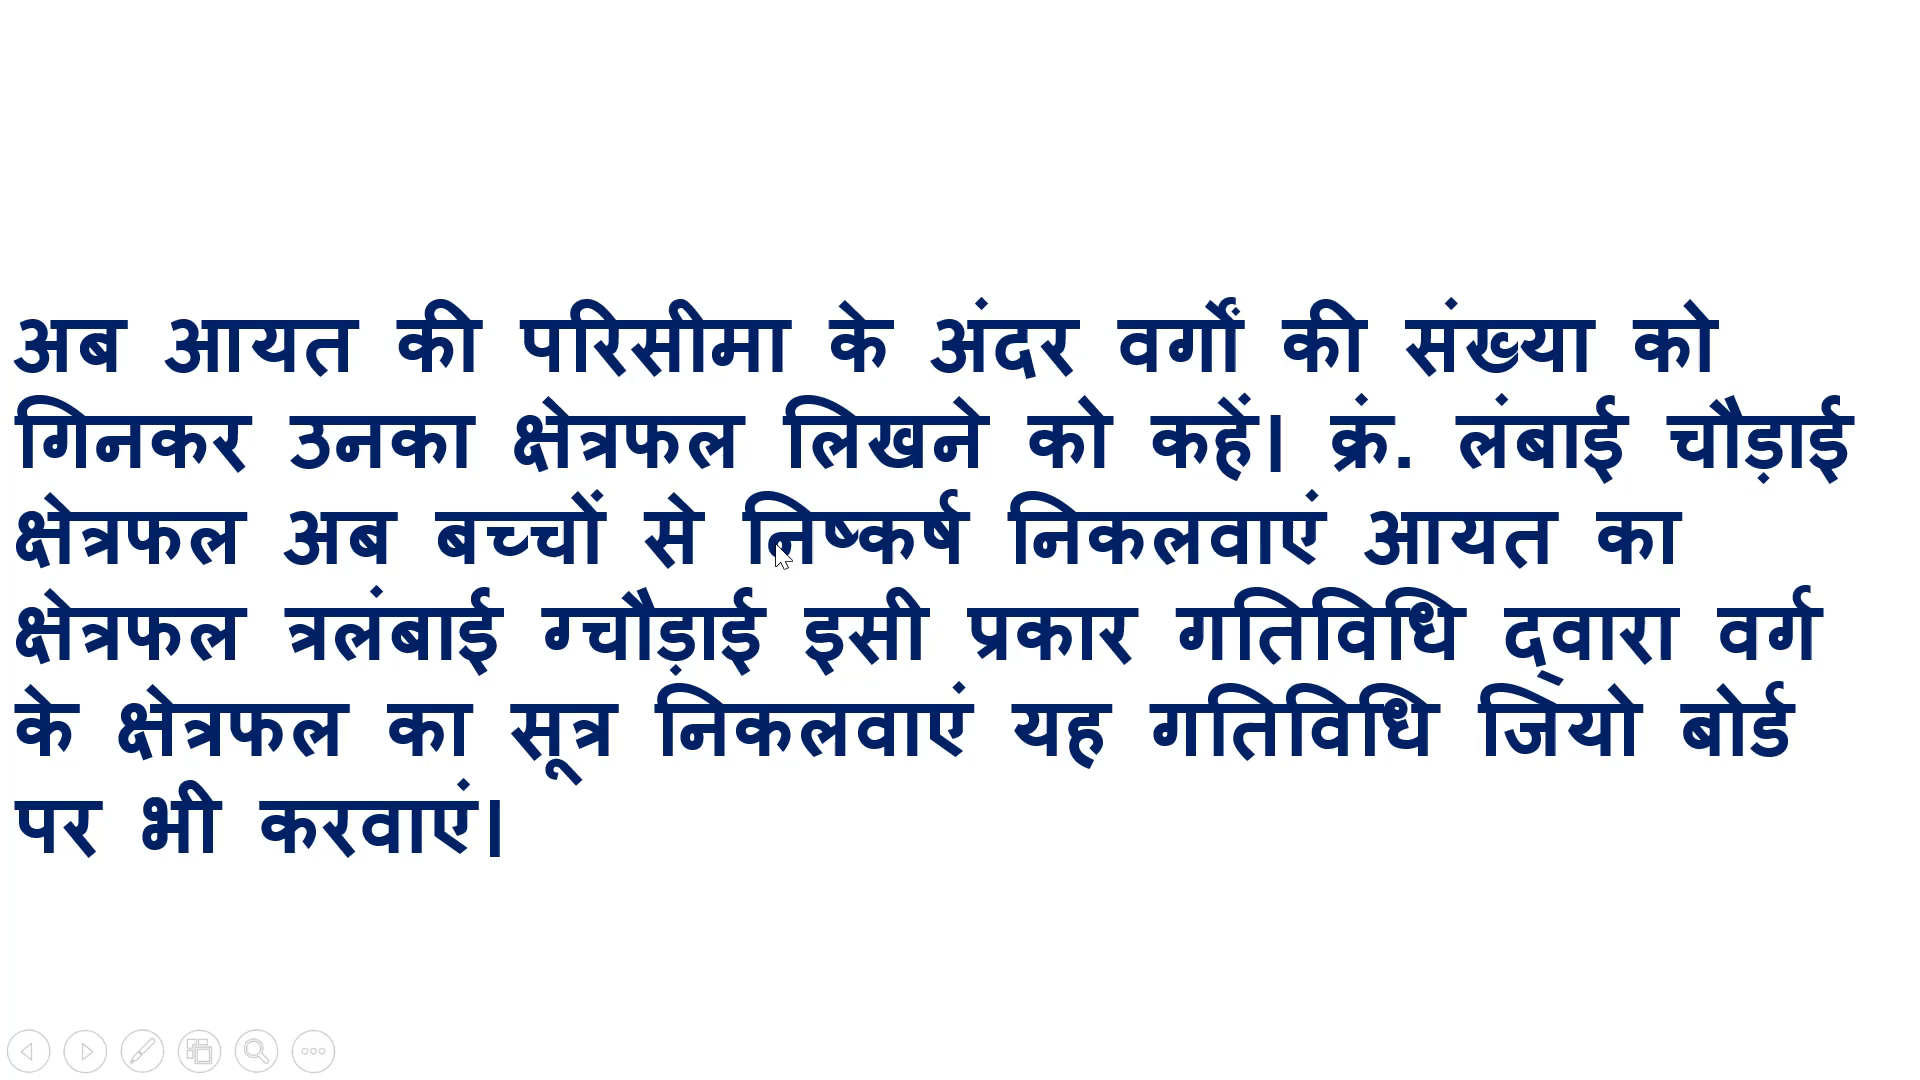 अब आयत की परिसीमा के अंदर वर्गों की संख्या को
गिनकर उनका क्षेत्रफल लिखने को कहें। क्रं. लंबाई चौड़ाई
क्षेत्रफल अब बच्चों से निष्कर्ष निकलवाएं आयत का
क्षेत्रफल त्रलंबाई ग्चौड़ाई इसी प्रकार गतिविधि द्वारा वर्ग
के क्षेत्रफल का सूत्र निकलवाएं यह गतिविधि जियो बोर्ड
पर भी करवाएं।